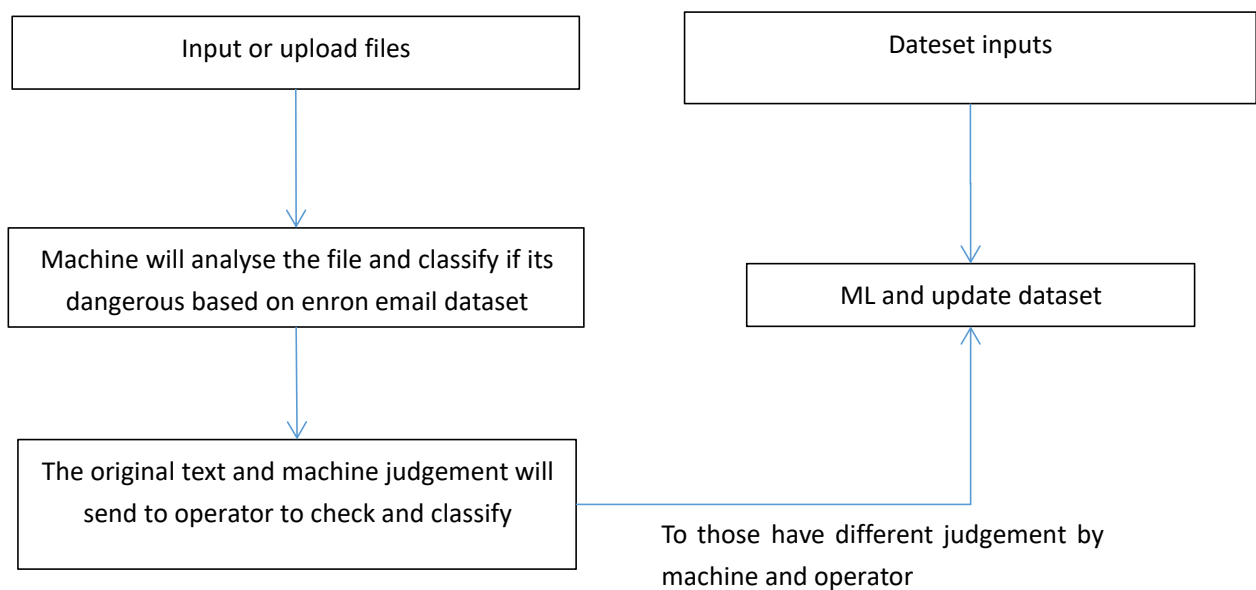 Input or upload files
Dateset inputs
Machine will analyse the file and classify if its
dangerous based on enron email dataset
ML and update dataset
The original text and machine judgement will
send to operator to check and classify
To those have different judgement by
machine and operator